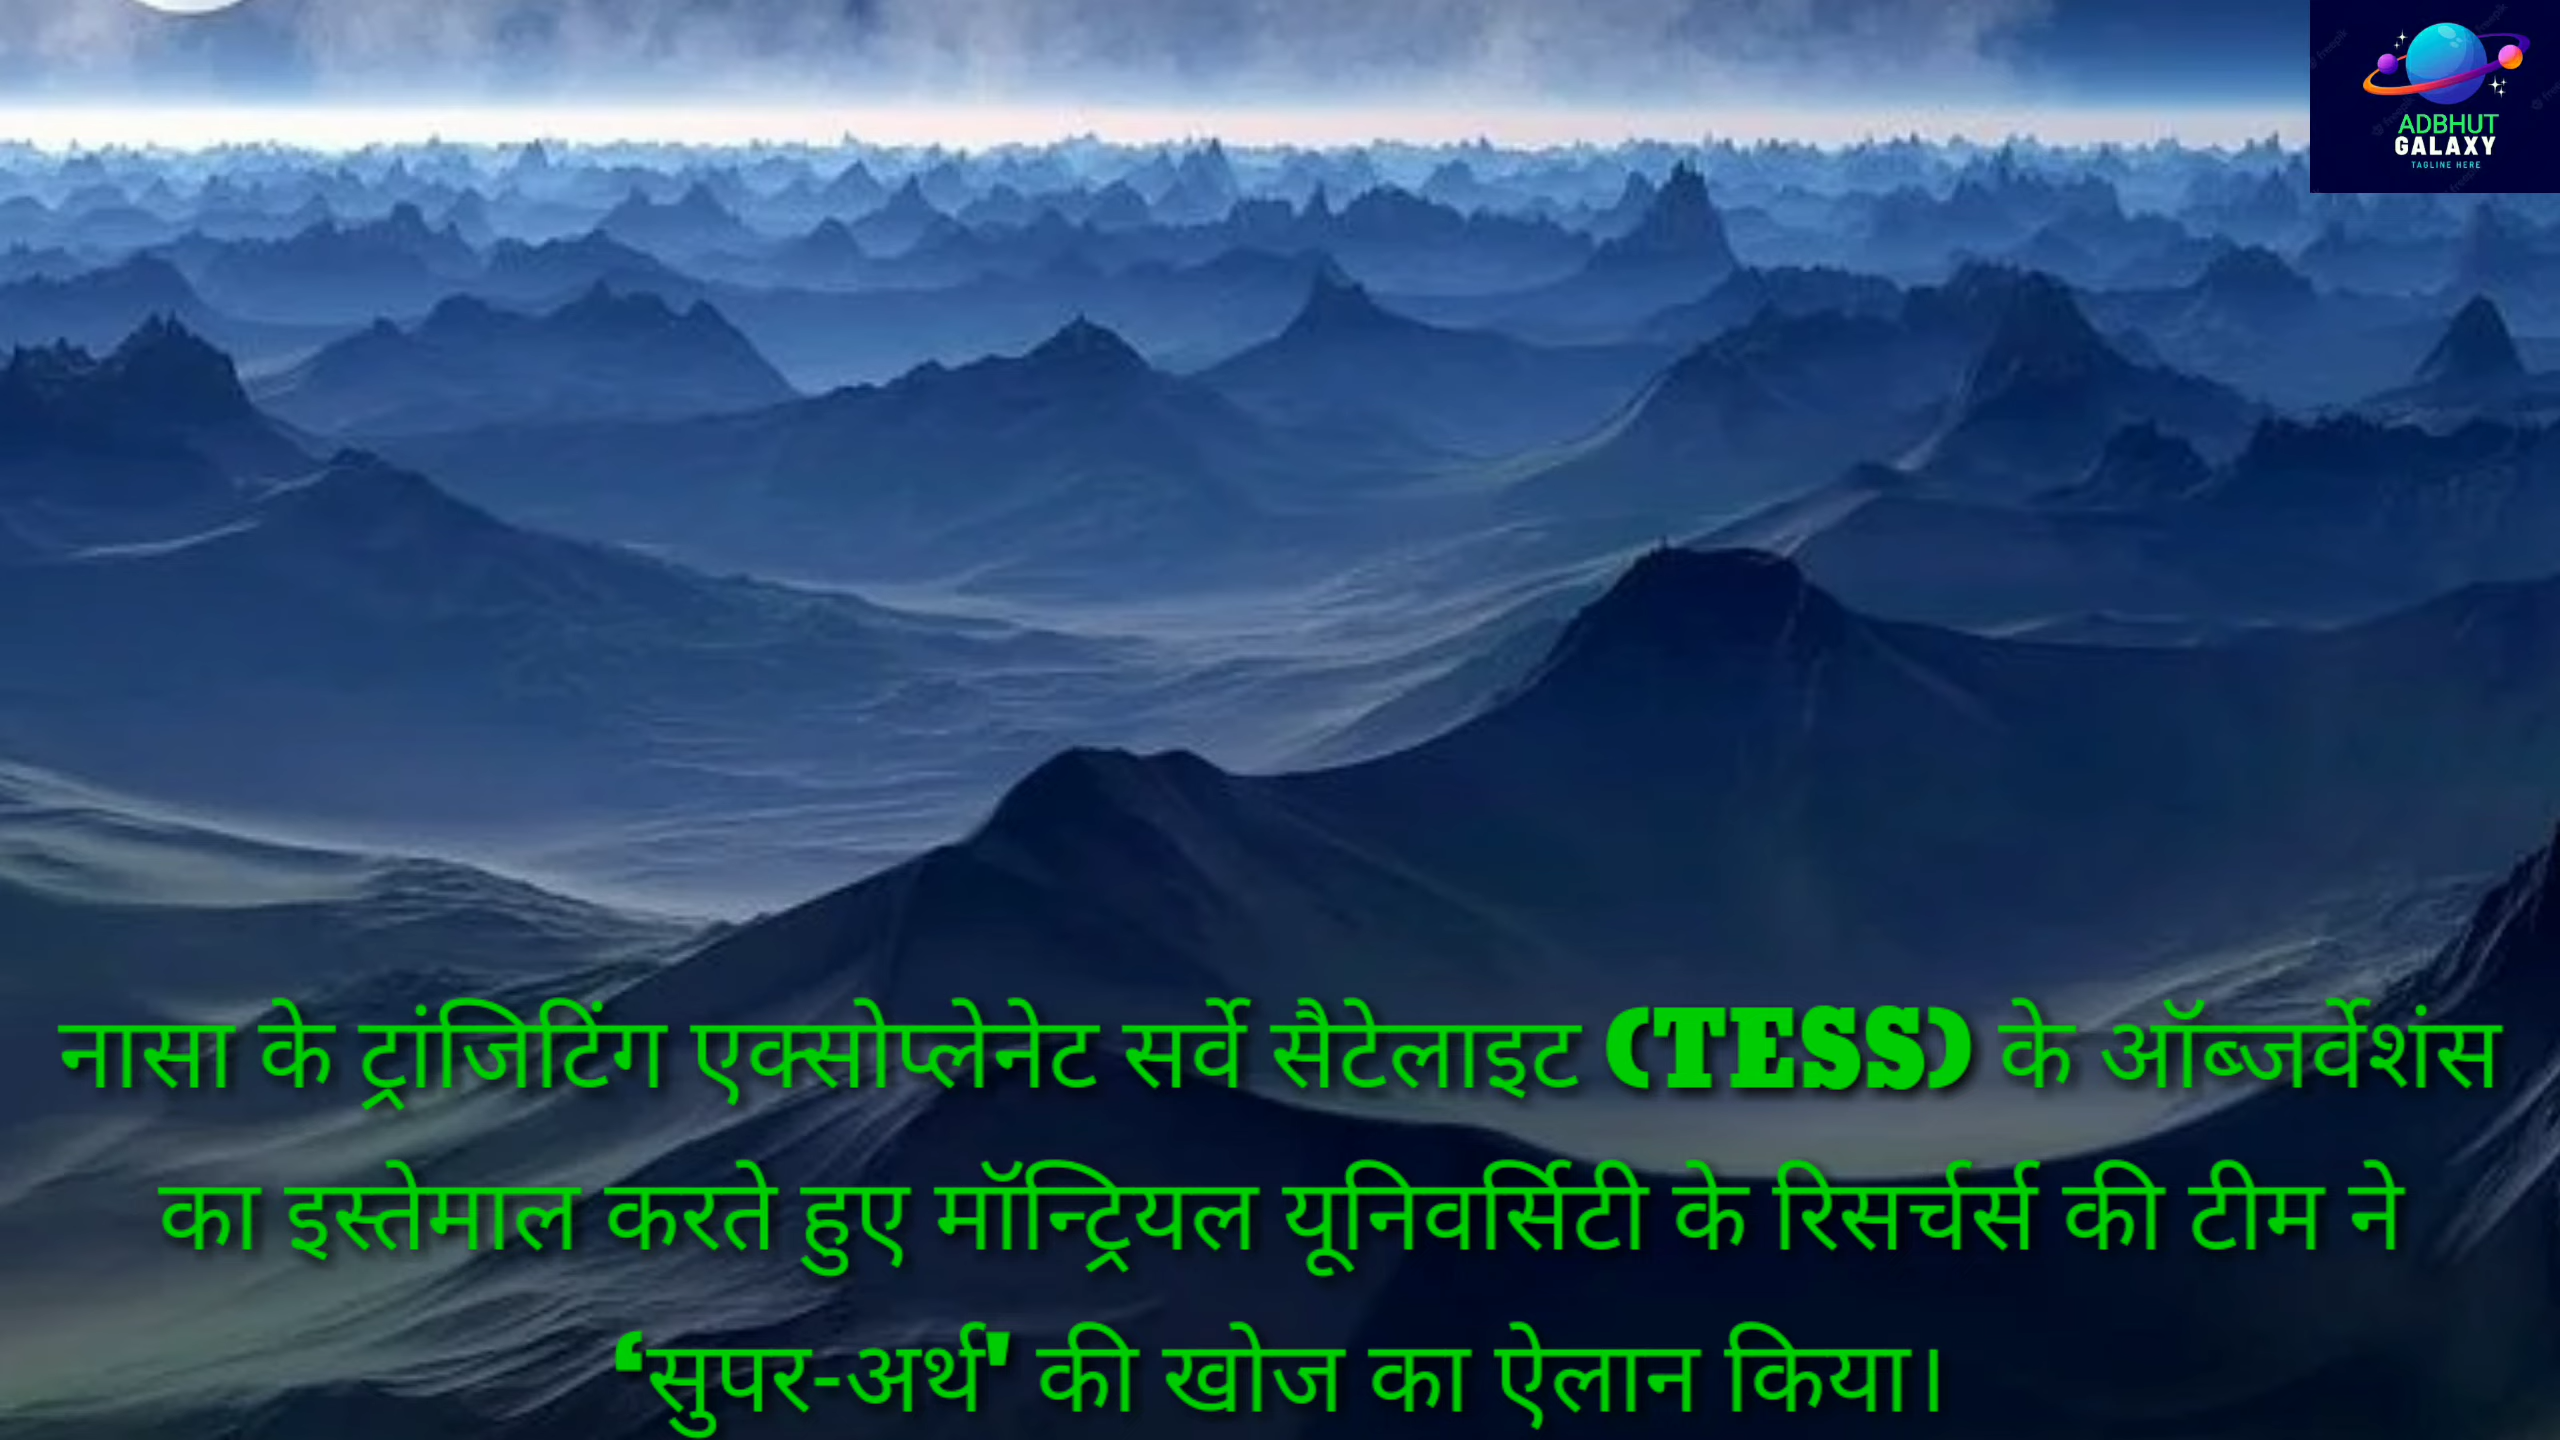 ADBHUT
GALAXY
TAGLINE HERE
नासा के ट्रांजिटिंग एक्सोप्लेनेट सर्वे सैटेलाइट (TESS) के ऑब्जर्वेशंस
का इस्तेमाल करते हुए मॉन्ट्रियल यूनिवर्सिटी के रिसर्चर्स की टीम ने
‘सुपर-अर्थ' की खोज का ऐलान किया।